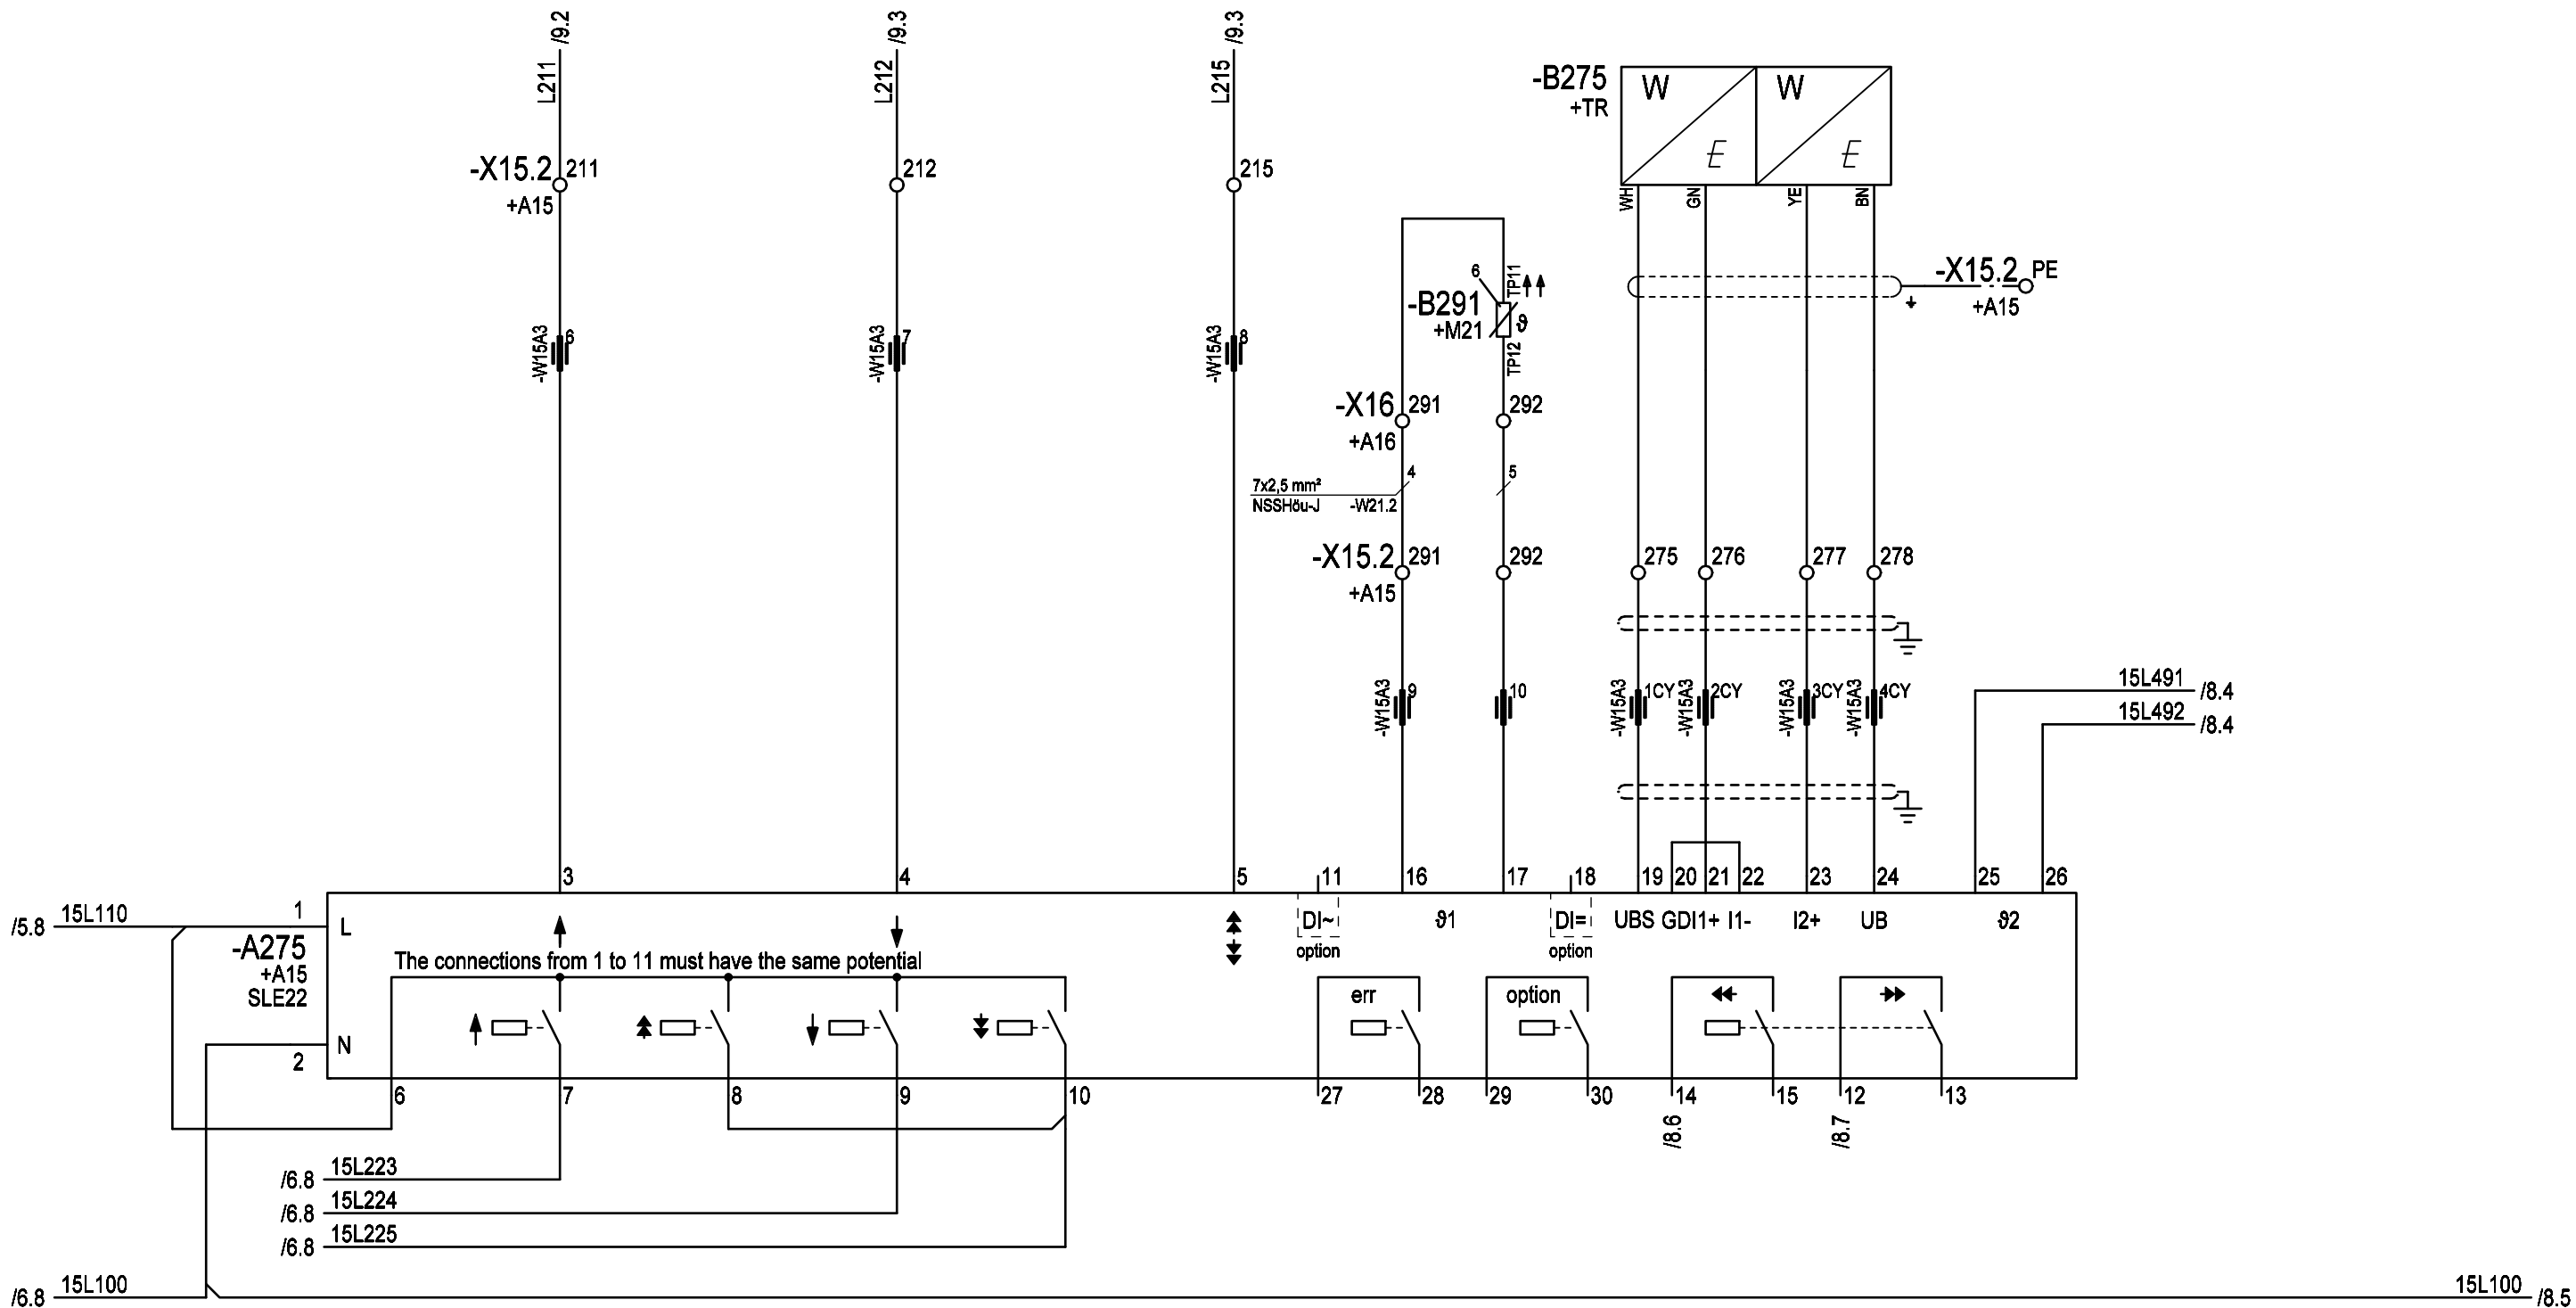 /9.2
/9.3
/9.3
L211
L212
L215
-B275
+TR
W
W
E
E
-X15.2
211
+A15
212
215
WH
GN
YE
BN
-X15.2
PE
+A15
6
TP11
-B291
+M21
ϑ
TP12
-W15A3
6
-W15A3
7
-W15A3
8
-X16
291
292
+A16
4
5
7x2,5 mm²
NSSHöu-J -W21.2
-X15.2
291
292
+A15
275
276
277
278
-W15A3
9
10
-W15A3
1CY
-W15A3
2CY
-W15A3
3CY
-W15A3
4CY
15L491
/8.4
15L492
/8.4
3
4
5
11
16
17
18
19
20
21
22
23
24
25
26
/5.8
15L110
1
L
DI~
option
ϑ1
DI=
option
UBS
GDI1+
I1-
I2+
UB
ϑ2
-A275
+A15
SLE22
The connections from 1 to 11 must have the same potential
err
option
N
2
6
7
8
9
10
27
28
29
30
14
15
12
13
/8.6
/8.7
/6.8
15L223
/6.8
15L224
/6.8
15L225
/6.8
15L100
15L100
/8.5